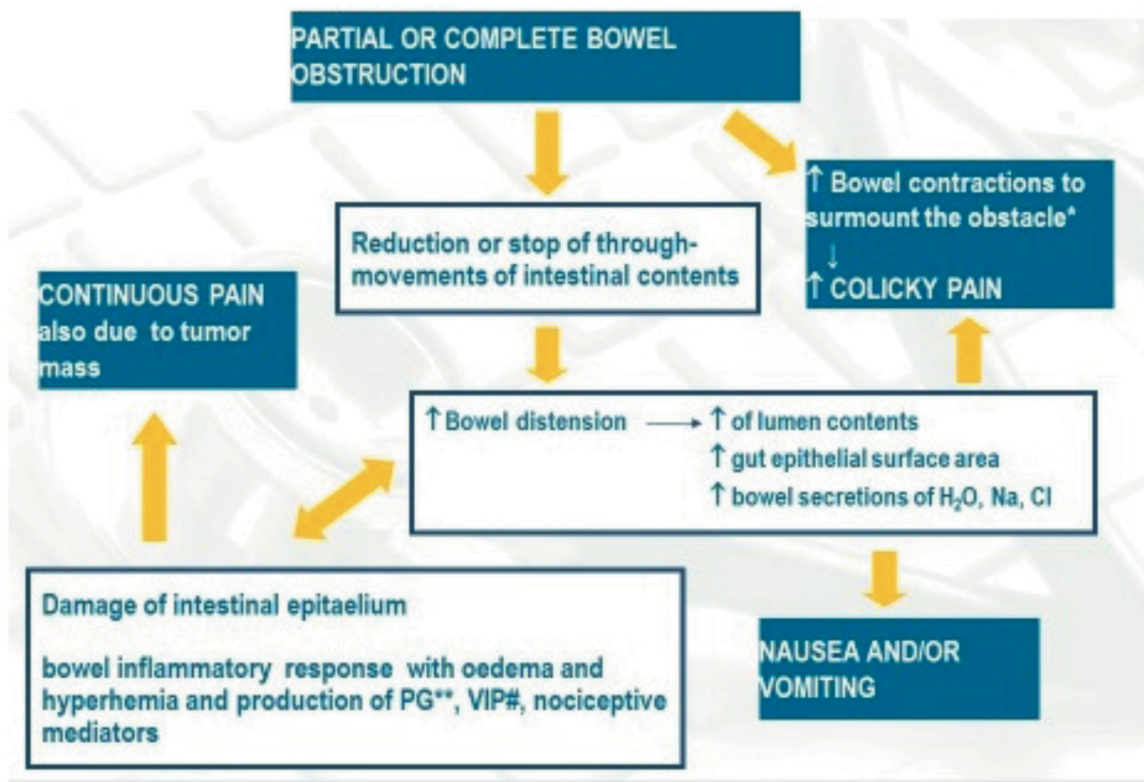 PARTIAL OR COMPLETE BOWEL
OBSTRUCTION
↑ Bowel contractions to
surmount the obstacle*
↓
↑ COLICKY PAIN
Reduction or stop of through-
movements of intestinal contents
CONTINUOUS PAIN
also due to tumor
mass
↑ Bowel distension → ↑ of lumen contents
↑ gut epithelial surface area
↑ bowel secretions of H₂O, Na, Cl
Damage of intestinal epitaelium
bowel inflammatory response with oedema and
hyperhemia and production of PG**, VIP#, nociceptive
mediators
NAUSEA AND/OR
VOMITING